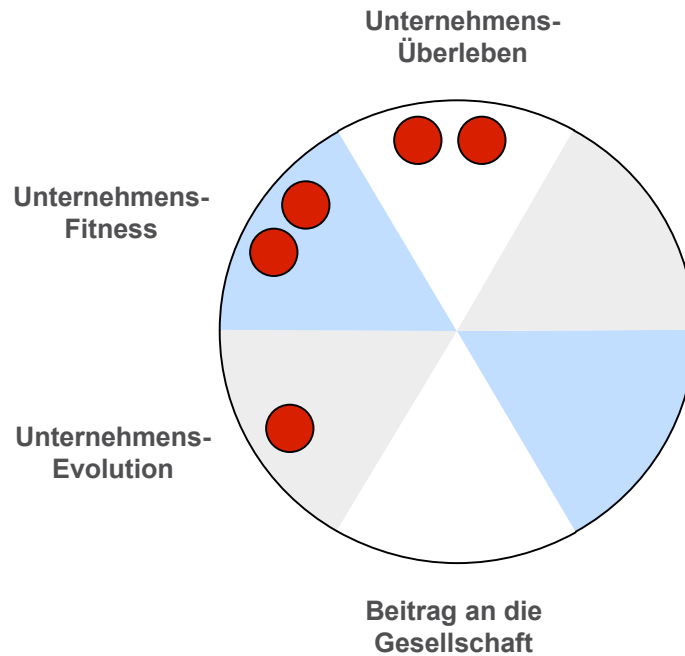 Unternehmens-
Überleben
Unternehmens-
Fitness
Unternehmens-
Evolution
Beitrag an die
Gesellschaft